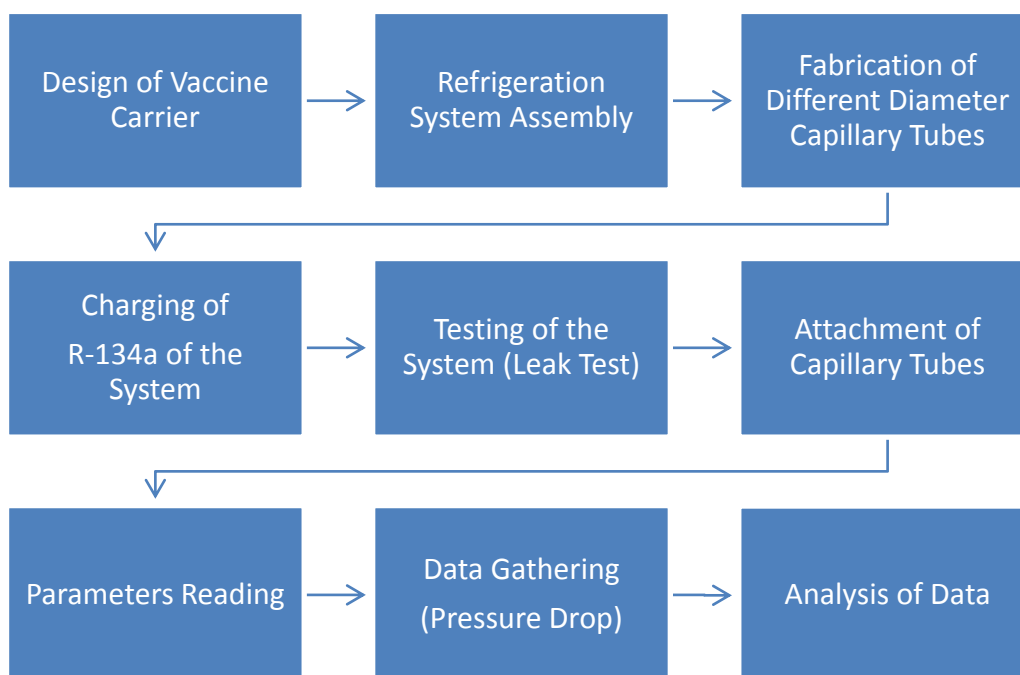 Design of Vaccine
Carrier
Refrigeration
System Assembly
Fabrication of
Different Diameter
Capillary Tubes
Charging of
R-134a of the
System
Testing of the
System (Leak Test)
Attachment of
Capillary Tubes
Parameters Reading
Data Gathering
(Pressure Drop)
Analysis of Data